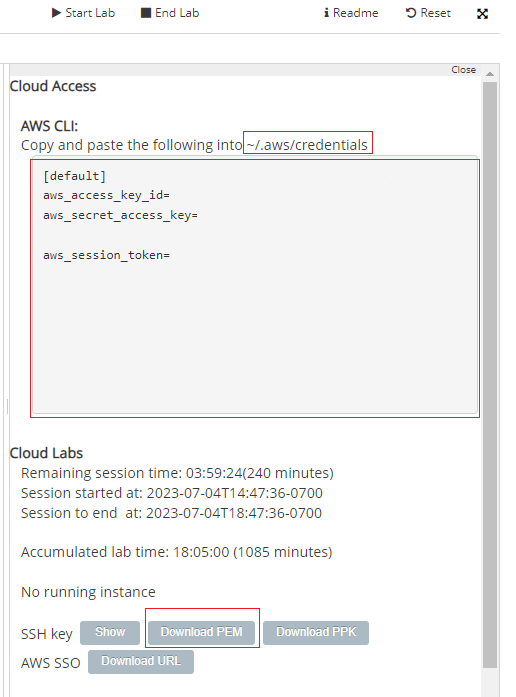 Start Lab End Lab Readme Reset
Close
Cloud Access
AWS CLI:
Copy and paste the following into ~/.aws/credentials
[default]
aws_access_key_id=
aws_secret_access_key=
aws_session_token=
Cloud Labs
Remaining session time: 03:59:24(240 minutes)
Session started at: 2023-07-04T14:47:36-0700
Session to end  at: 2023-07-04T18:47:36-0700
Accumulated lab time: 18:05:00 (1085 minutes)
No running instance
SSH key Show Download PEM Download PPK
AWS SSO Download URL